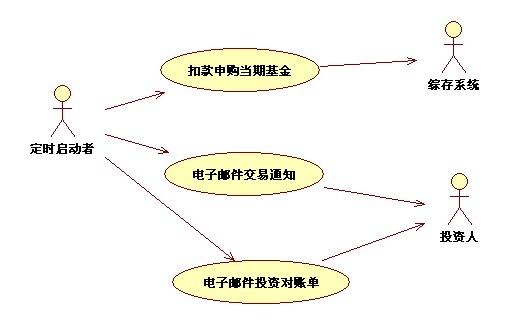 扣款申购当期基金
综存系统
定时启动者
电子邮件交易通知
投资人
电子邮件投资对账单